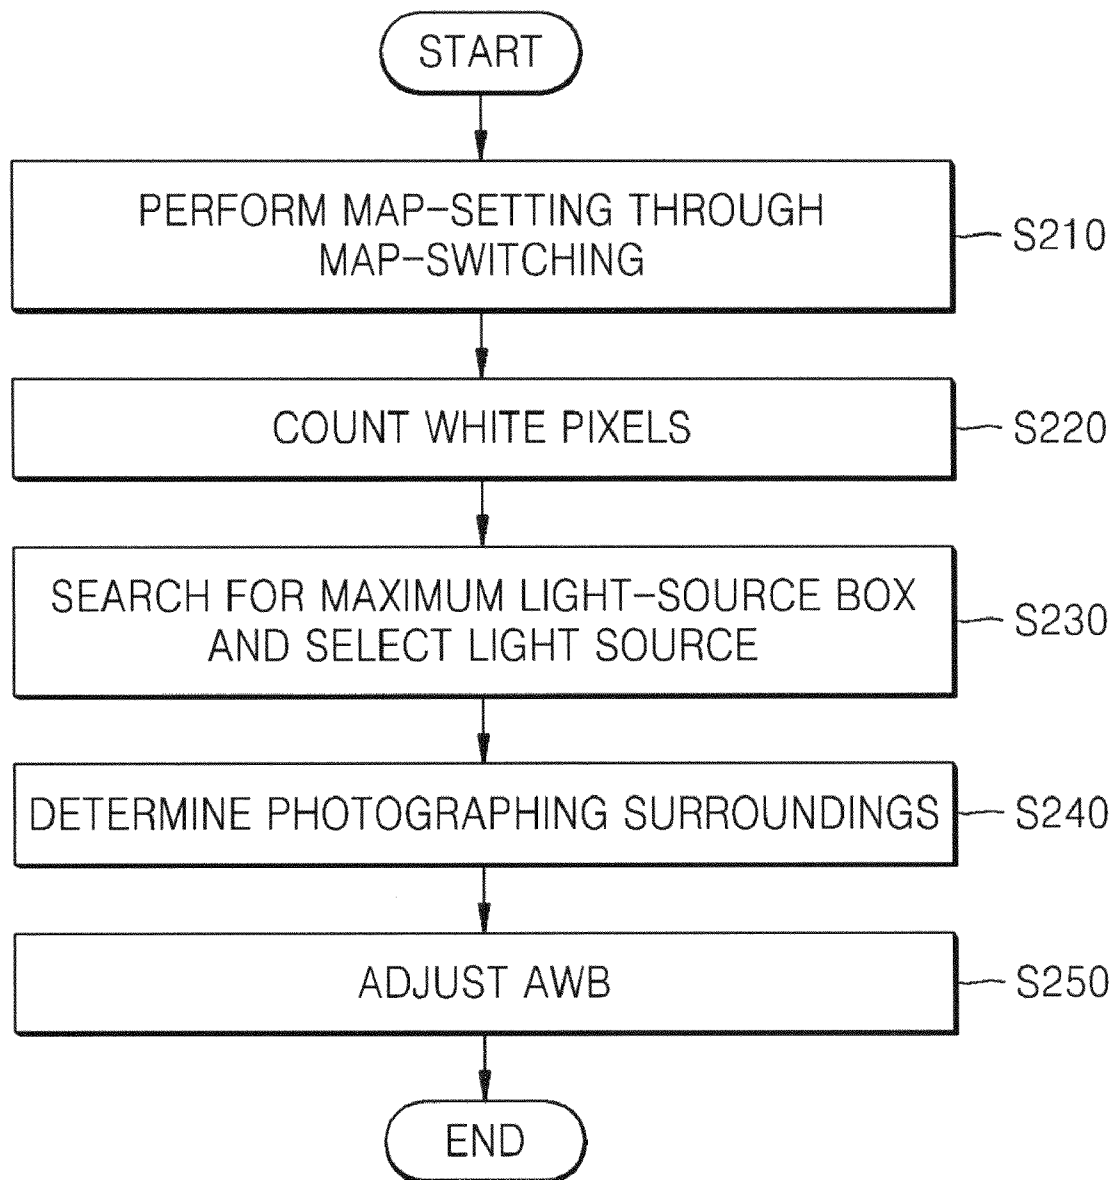 START
PERFORM MAP-SETTING THROUGH
MAP-SWITCHING
S210
COUNT WHITE PIXELS
S220
SEARCH FOR MAXIMUM LIGHT-SOURCE BOX
AND SELECT LIGHT SOURCE
S230
DETERMINE PHOTOGRAPHING SURROUNDINGS
S240
ADJUST AWB
S250
END